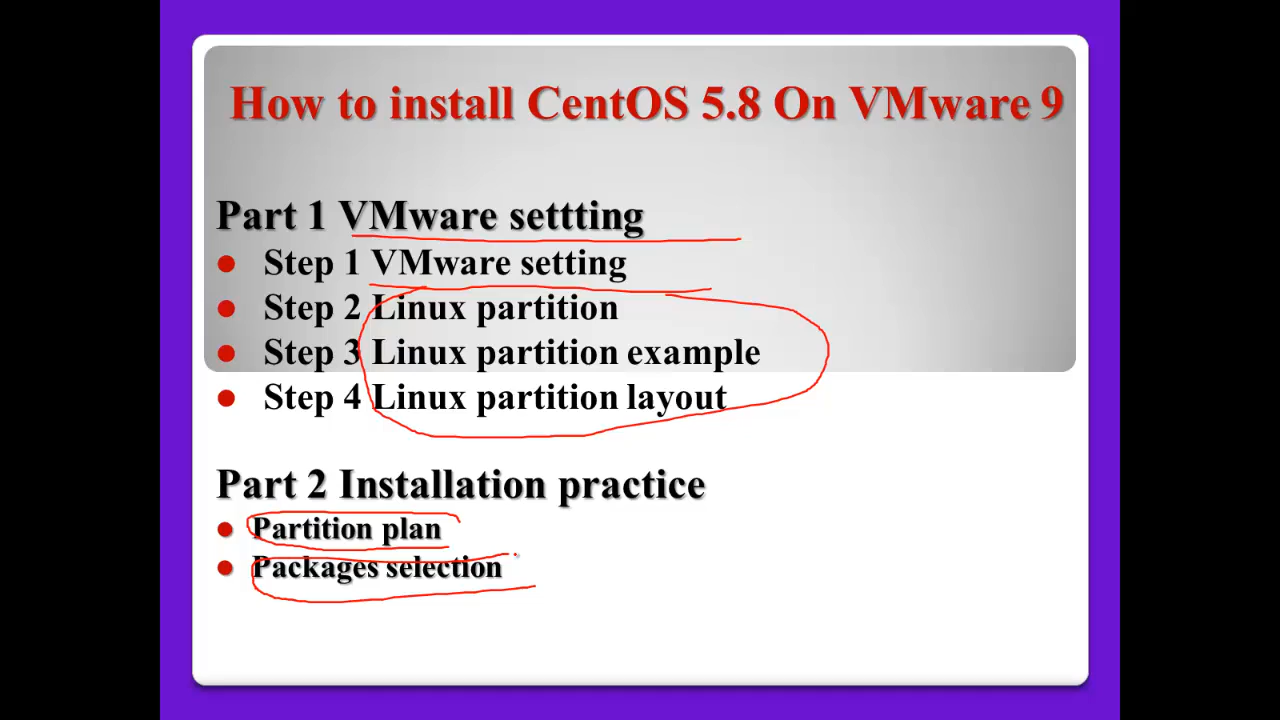 How to install CentOS 5.8 On VMware 9
Part 1 VMware settting
Step 1 VMware setting
Step 2 Linux partition
Step 3 Linux partition example
Step 4 Linux partition layout
Part 2 Installation practice
Partition plan
Packages selection